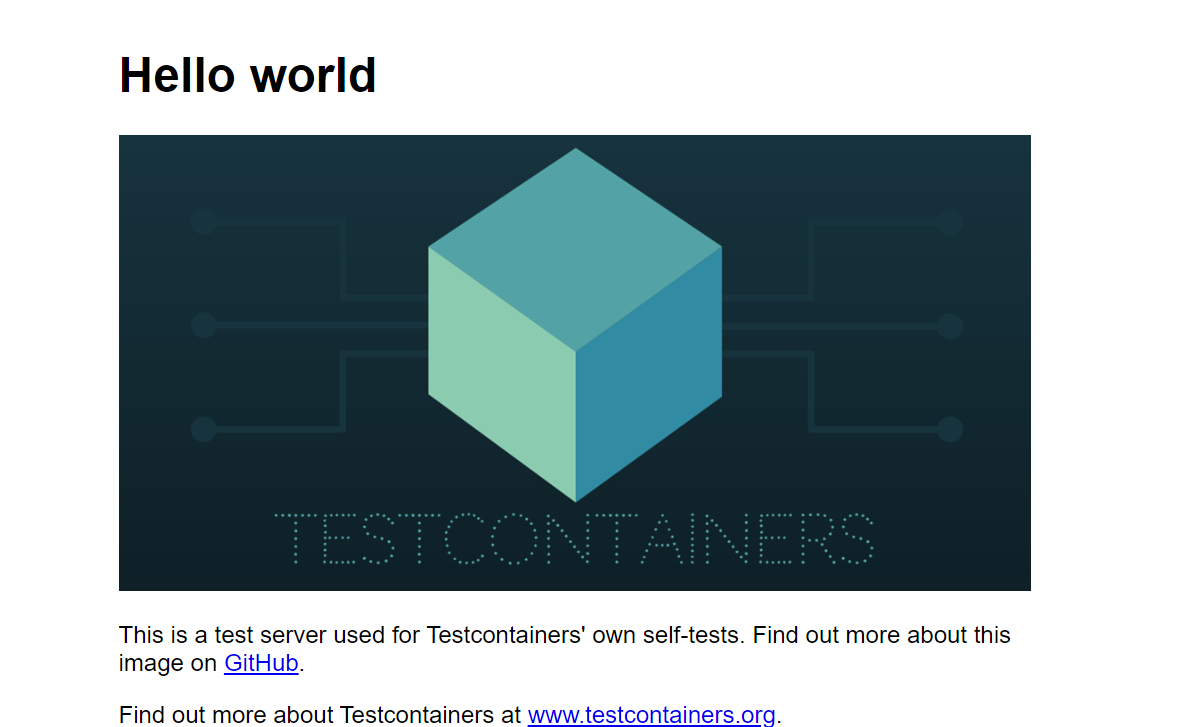 Hello world
TESTCONTAINERS
This is a test server used for Testcontainers' own self-tests. Find out more about this
image on GitHub.
Find out more about Testcontainers at www.testcontainers.org.